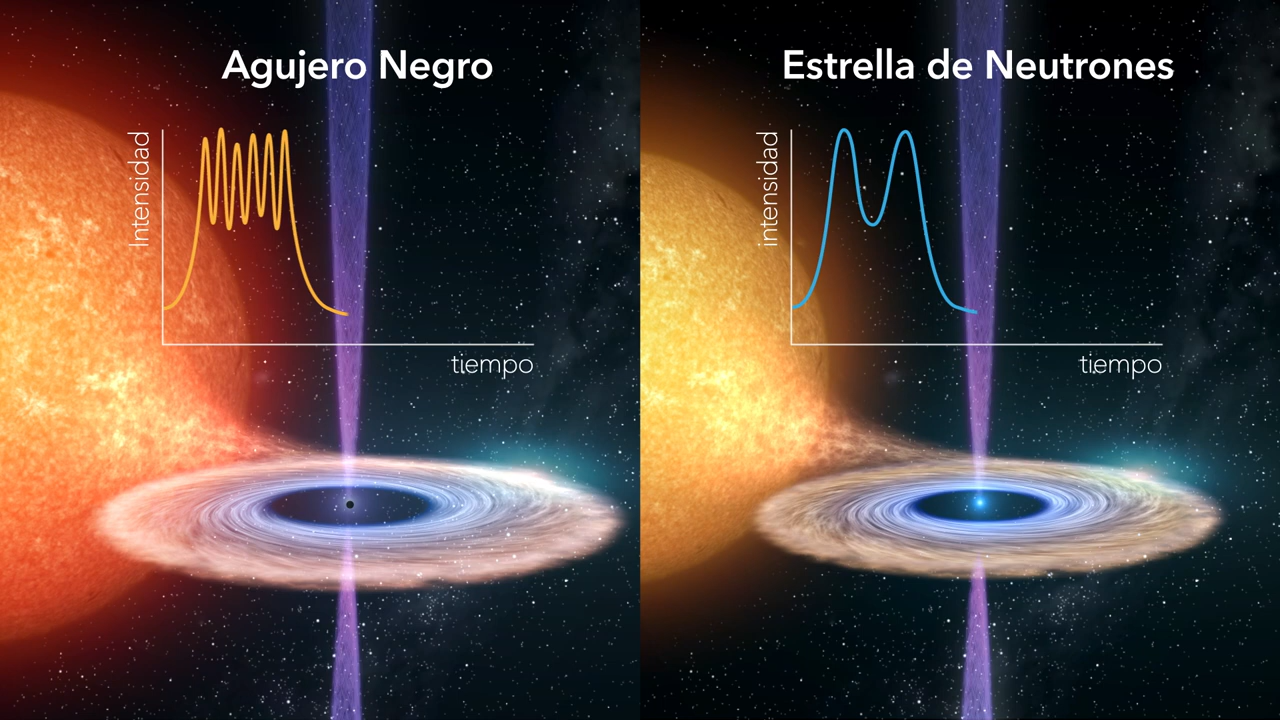 Agujero Negro
Intensidad
tiempo
Estrella de Neutrones
intensidad
tiempo